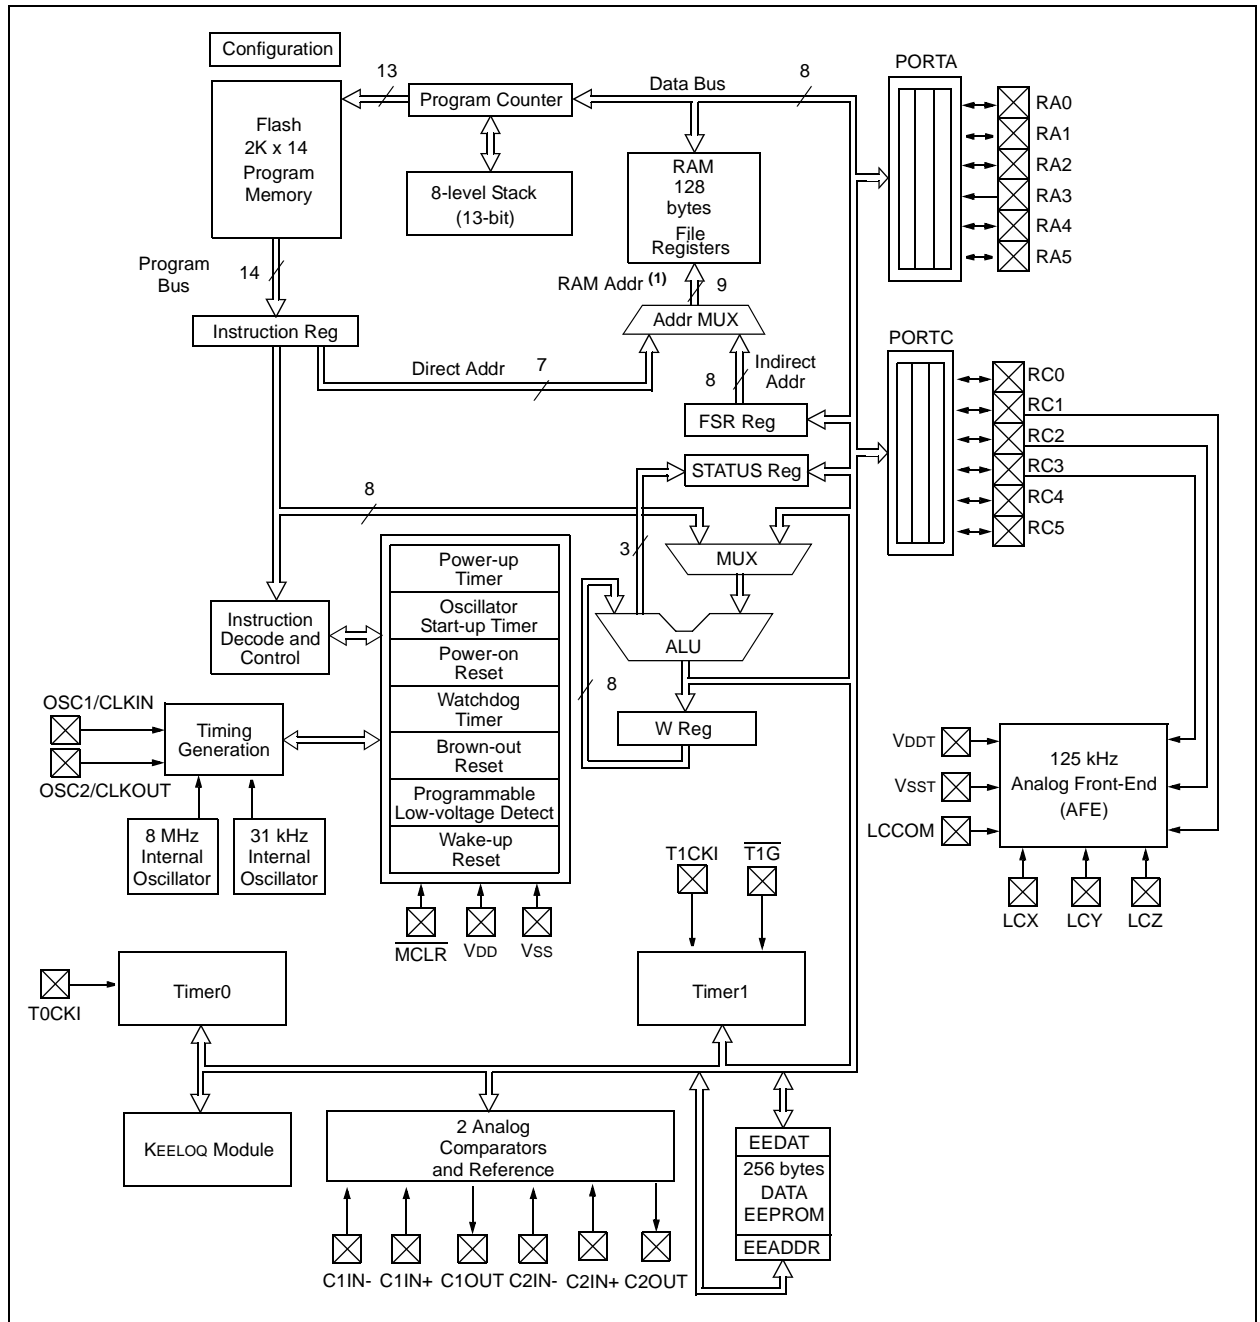 Configuration
Flash
2K x 14
Program
Memory
13
Program Counter
8-level Stack
(13-bit)
Data Bus
8
RAM
128
bytes
File
Registers
PORTA
RA0
RA1
RA2
RA3
RA4
RA5
Program
Bus
14
RAM Addr (1)
9
Addr MUX
Instruction Reg
Direct Addr
7
8
Indirect
Addr
FSR Reg
STATUS Reg
PORTC
RC0
RC1
RC2
RC3
RC4
RC5
8
3
MUX
ALU
8
W Reg
Instruction
Decode and
Control
Power-up
Timer
Oscillator
Start-up Timer
Power-on
Reset
Watchdog
Timer
Brown-out
Reset
Programmable
Low-voltage Detect
Wake-up
Reset
OSC1/CLKIN
OSC2/CLKOUT
Timing
Generation
8 MHz
Internal
Oscillator
31 kHz
Internal
Oscillator
MCLR
VDD
VSS
VDDT
VSST
LCCOM
125 kHz
Analog Front-End
(AFE)
LCX
LCY
LCZ
T1CKI
T1G
T0CKI
Timer0
Timer1
KEELOQ Module
2 Analog
Comparators
and Reference
C1IN-
C1IN+
C1OUT
C2IN-
C2IN+
C2OUT
EEDAT
256 bytes
DATA
EEPROM
EEADDR